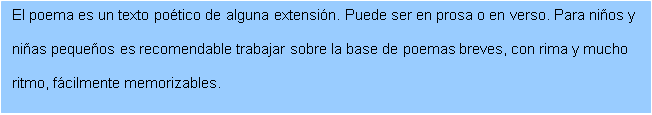 El poema es un texto poético de alguna extensión. Puede ser en prosa o en verso. Para niños y
niñas pequeños es recomendable trabajar sobre la base de poemas breves, con rima y mucho
ritmo, fácilmente memorizables.